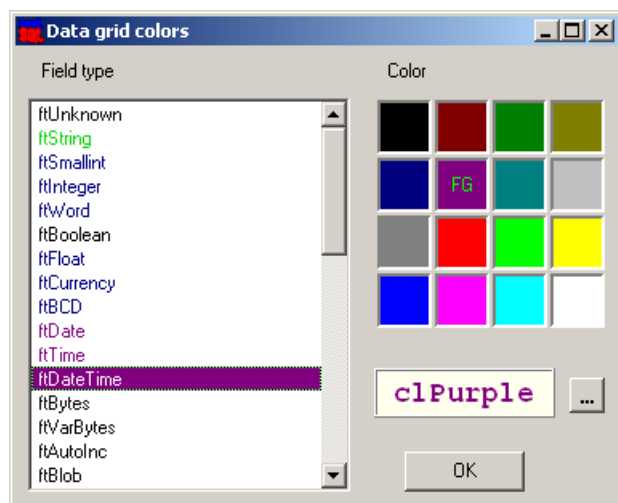 Data grid colors
Field type
Color
ftUnknown
ftString
ftSmallint
ftInteger
ftWord
ftBoolean
ftFloat
ftCurrency
ftBCD
ftDate
ftTime
ftDateTime
ftBytes
ftVarBytes
ftAutoInc
ftBlob
FG
clPurple
...
OK